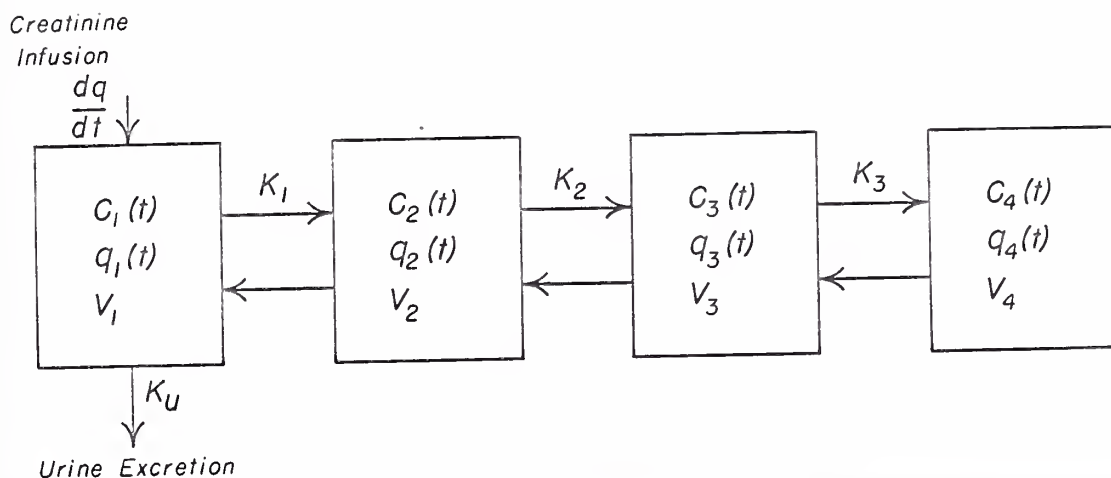 Creatinine
Infusion
dq
dt
K₁
K₂
K₃
C₁(t)
q₁(t)
V₁
C₂(t)
q₂(t)
V₂
C₃(t)
q₃(t)
V₃
C₄(t)
q₄(t)
V₄
Kᵤ
Urine Excretion